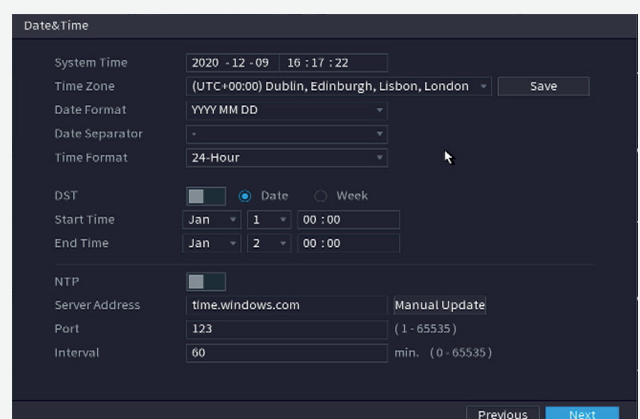 Date&Time
System Time 2020 - 12 - 09 16 : 17 : 22
Time Zone (UTC+00:00) Dublin, Edinburgh, Lisbon, London Save
Date Format YYYY MM DD
Date Separator -
Time Format 24-Hour
DST Date Week
Start Time Jan 1 00 : 00
End Time Jan 2 00 : 00
NTP
Server Address time.windows.com Manual Update
Port 123 (1 - 65535)
Interval 60 min. (0 - 65535)
Previous Next